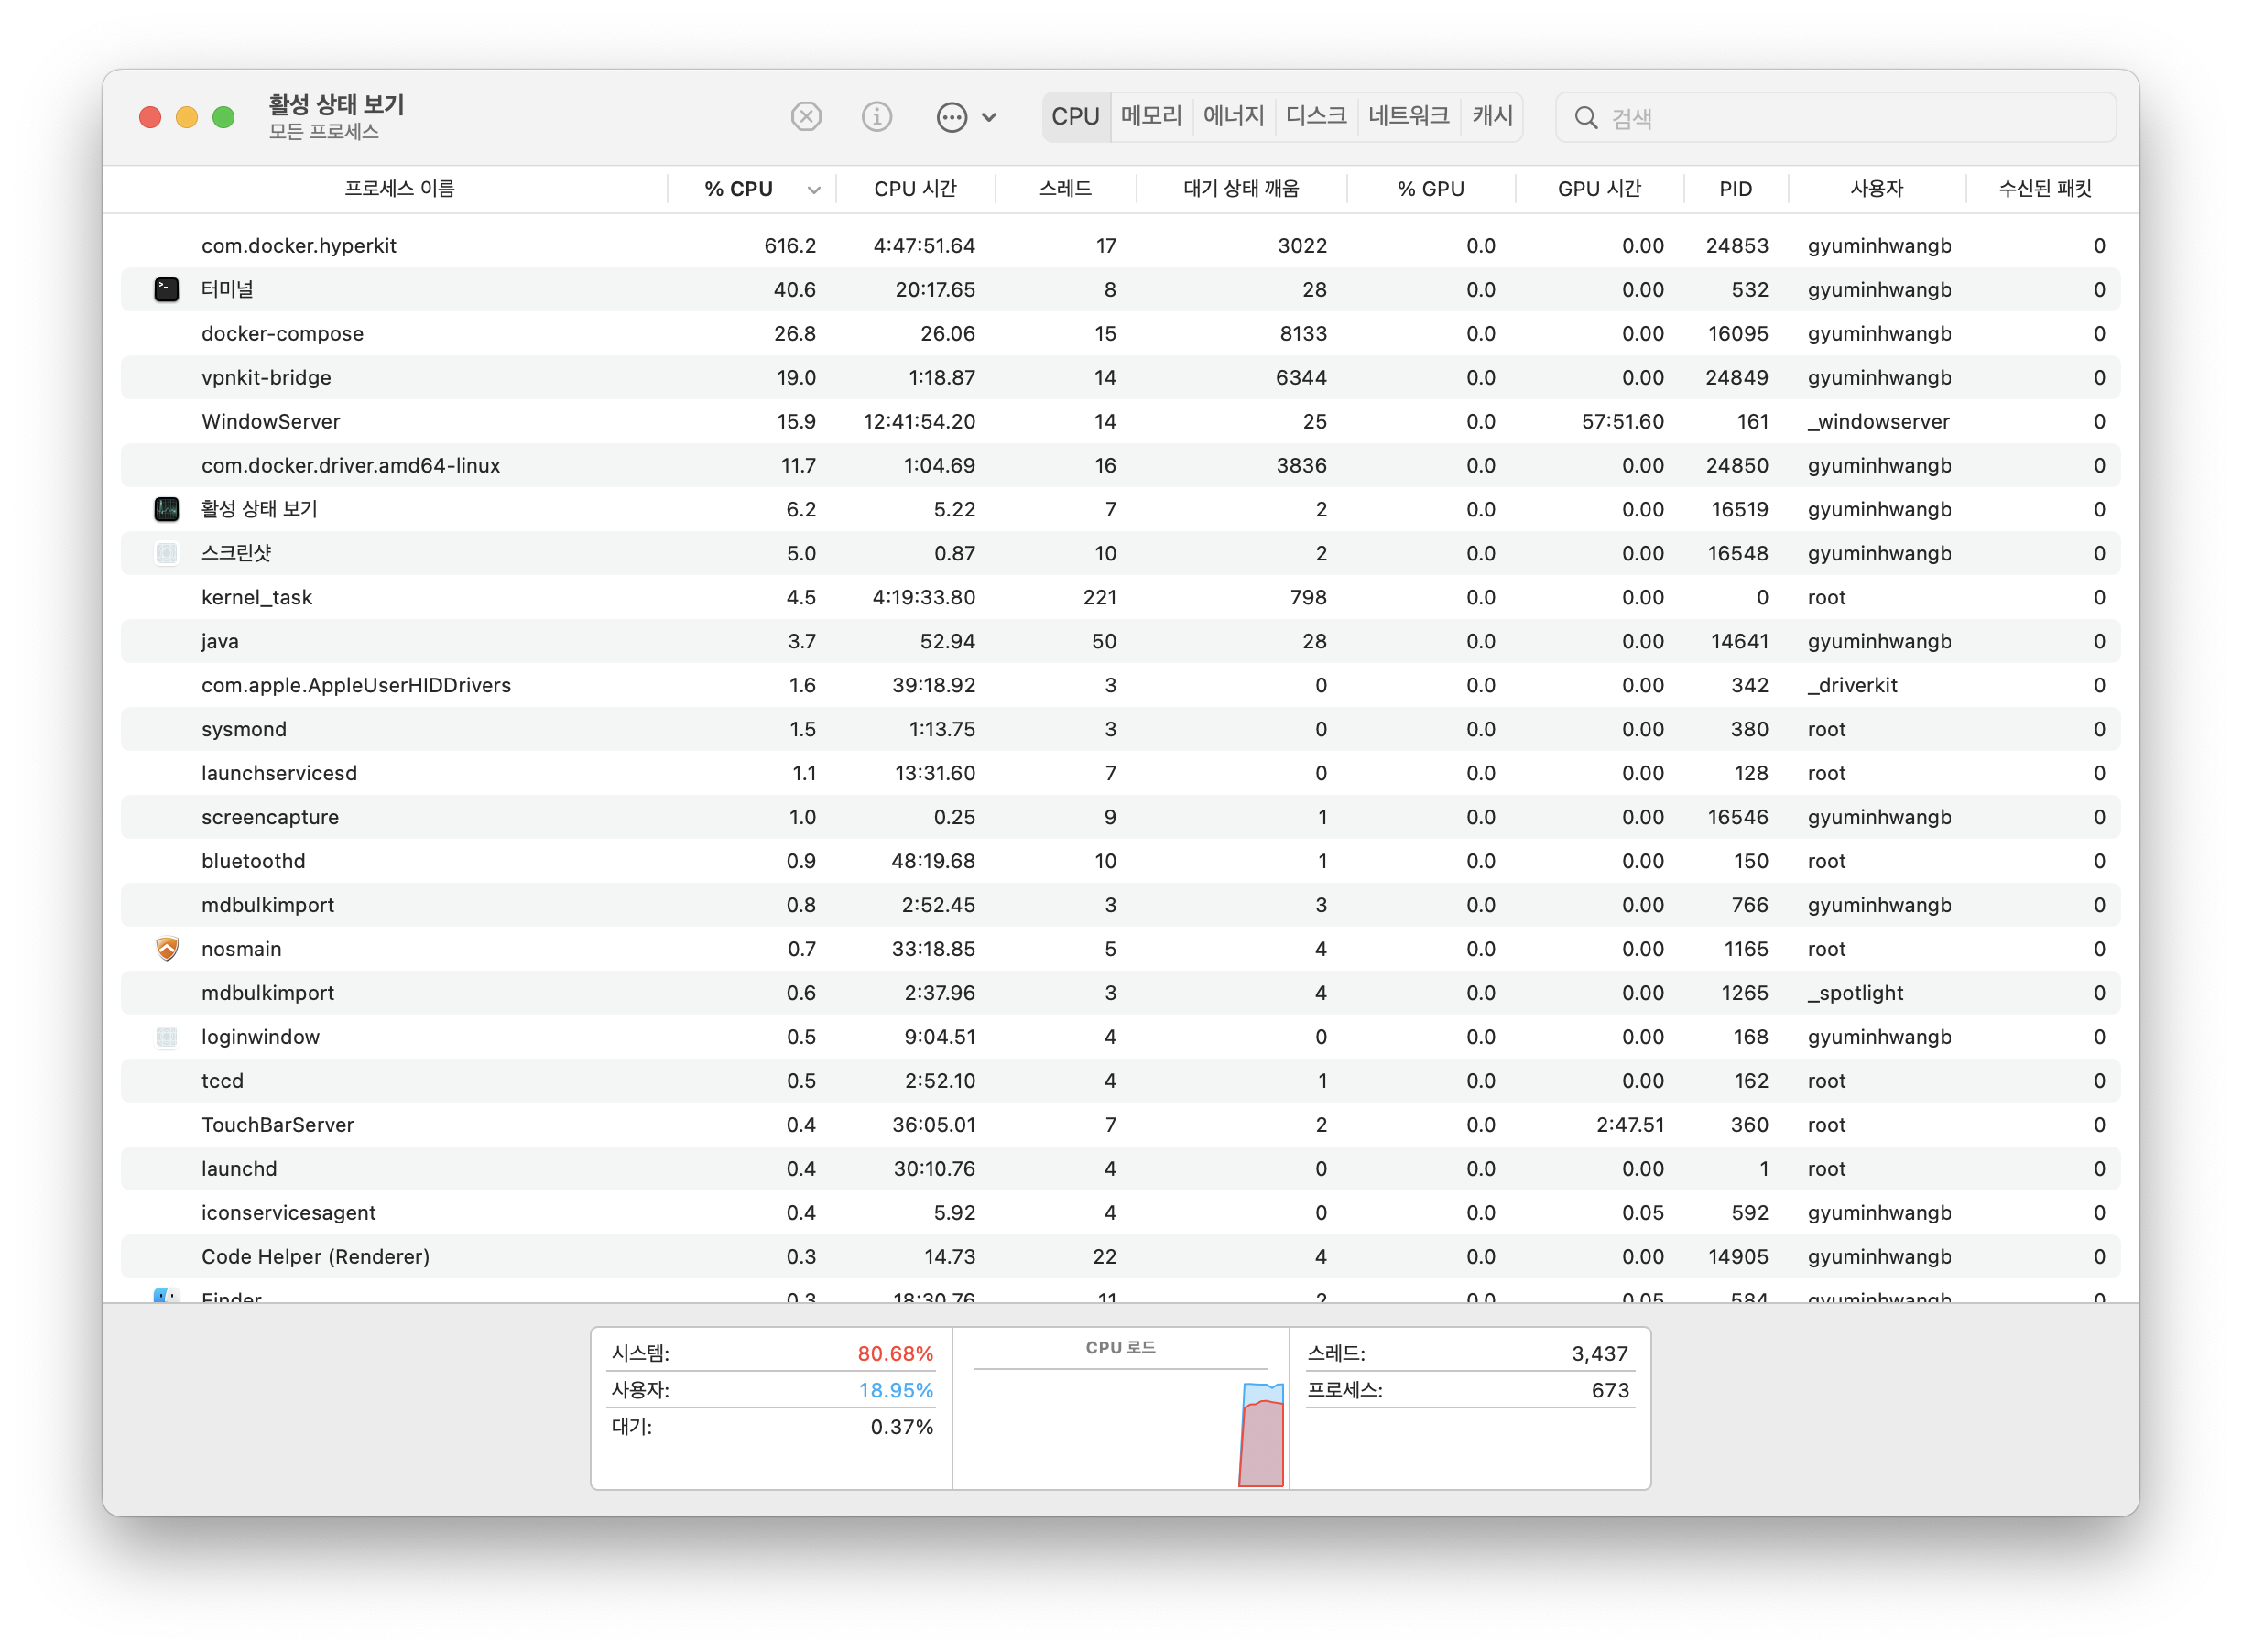 활성 상태 보기
모든 프로세스
CPU 메모리 에너지 디스크 네트워크 캐시
검색
프로세스 이름 % CPU CPU 시간 스레드 대기 상태 깨움 % GPU GPU 시간 PID 사용자 수신된 패킷
com.docker.hyperkit 616.2 4:47:51.64 17 3022 0.0 0.00 24853 gyuminhwangb 0
터미널 40.6 20:17.65 8 28 0.0 0.00 532 gyuminhwangb 0
docker-compose 26.8 26.06 15 8133 0.0 0.00 16095 gyuminhwangb 0
vpnkit-bridge 19.0 1:18.87 14 6344 0.0 0.00 24849 gyuminhwangb 0
WindowServer 15.9 12:41:54.20 14 25 0.0 57:51.60 161 _windowserver 0
com.docker.driver.amd64-linux 11.7 1:04.69 16 3836 0.0 0.00 24850 gyuminhwangb 0
활성 상태 보기 6.2 5.22 7 2 0.0 0.00 16519 gyuminhwangb 0
스크린샷 5.0 0.87 10 2 0.0 0.00 16548 gyuminhwangb 0
kernel_task 4.5 4:19:33.80 221 798 0.0 0.00 0 root 0
java 3.7 52.94 50 28 0.0 0.00 14641 gyuminhwangb 0
com.apple.AppleUserHIDDrivers 1.6 39:18.92 3 0 0.0 0.00 342 _driverkit 0
sysmond 1.5 1:13.75 3 0 0.0 0.00 380 root 0
launchservicesd 1.1 13:31.60 7 0 0.0 0.00 128 root 0
screencapture 1.0 0.25 9 1 0.0 0.00 16546 gyuminhwangb 0
bluetoothd 0.9 48:19.68 10 1 0.0 0.00 150 root 0
mdbulkimport 0.8 2:52.45 3 3 0.0 0.00 766 gyuminhwangb 0
nosmain 0.7 33:18.85 5 4 0.0 0.00 1165 root 0
mdbulkimport 0.6 2:37.96 3 4 0.0 0.00 1265 _spotlight 0
loginwindow 0.5 9:04.51 4 0 0.0 0.00 168 gyuminhwangb 0
tccd 0.5 2:52.10 4 1 0.0 0.00 162 root 0
TouchBarServer 0.4 36:05.01 7 2 0.0 2:47.51 360 root 0
launchd 0.4 30:10.76 4 0 0.0 0.00 1 root 0
iconservicesagent 0.4 5.92 4 0 0.0 0.05 592 gyuminhwangb 0
Code Helper (Renderer) 0.3 14.73 22 4 0.0 0.00 14905 gyuminhwangb 0
Finder 0.3 18:30.76 11 2 0.0 0.05 584 gyuminhwangb 0
시스템: 80.68%
사용자: 18.95%
대기: 0.37%
CPU 로드
스레드: 3,437
프로세스: 673